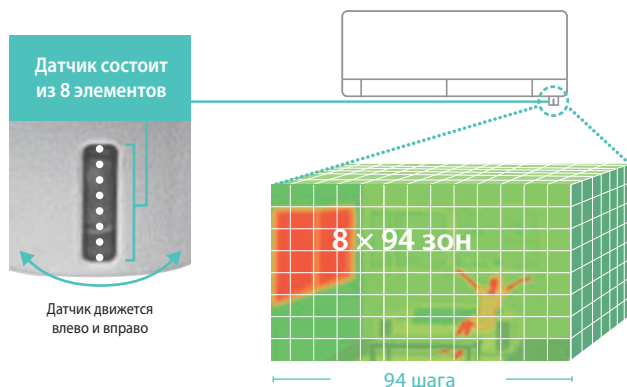 Датчик состоит
из 8 элементов
8 × 94 зон
Датчик движется
влево и вправо
94 шага